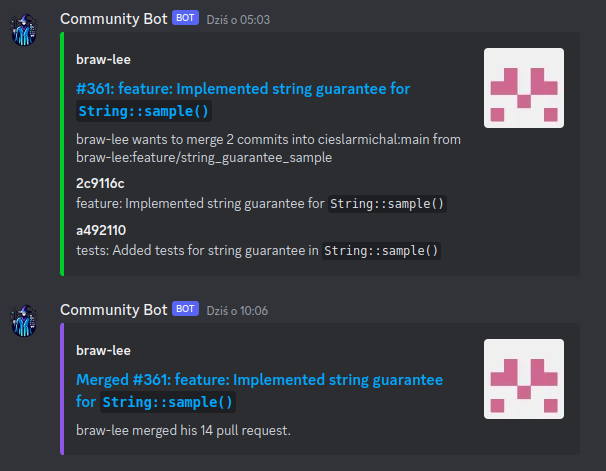 Community Bot BOT Dziś o 05:03
braw-lee
#361: feature: Implemented string guarantee for
String::sample()
braw-lee wants to merge 2 commits into cieslarmichal:main from
braw-lee:feature/string_guarantee_sample
2c9116c
feature: Implemented string guarantee for String::sample()
a492110
tests: Added tests for string guarantee in String::sample()
Community Bot BOT Dziś o 10:06
braw-lee
Merged #361: feature: Implemented string guarantee
for String::sample()
braw-lee merged his 14 pull request.